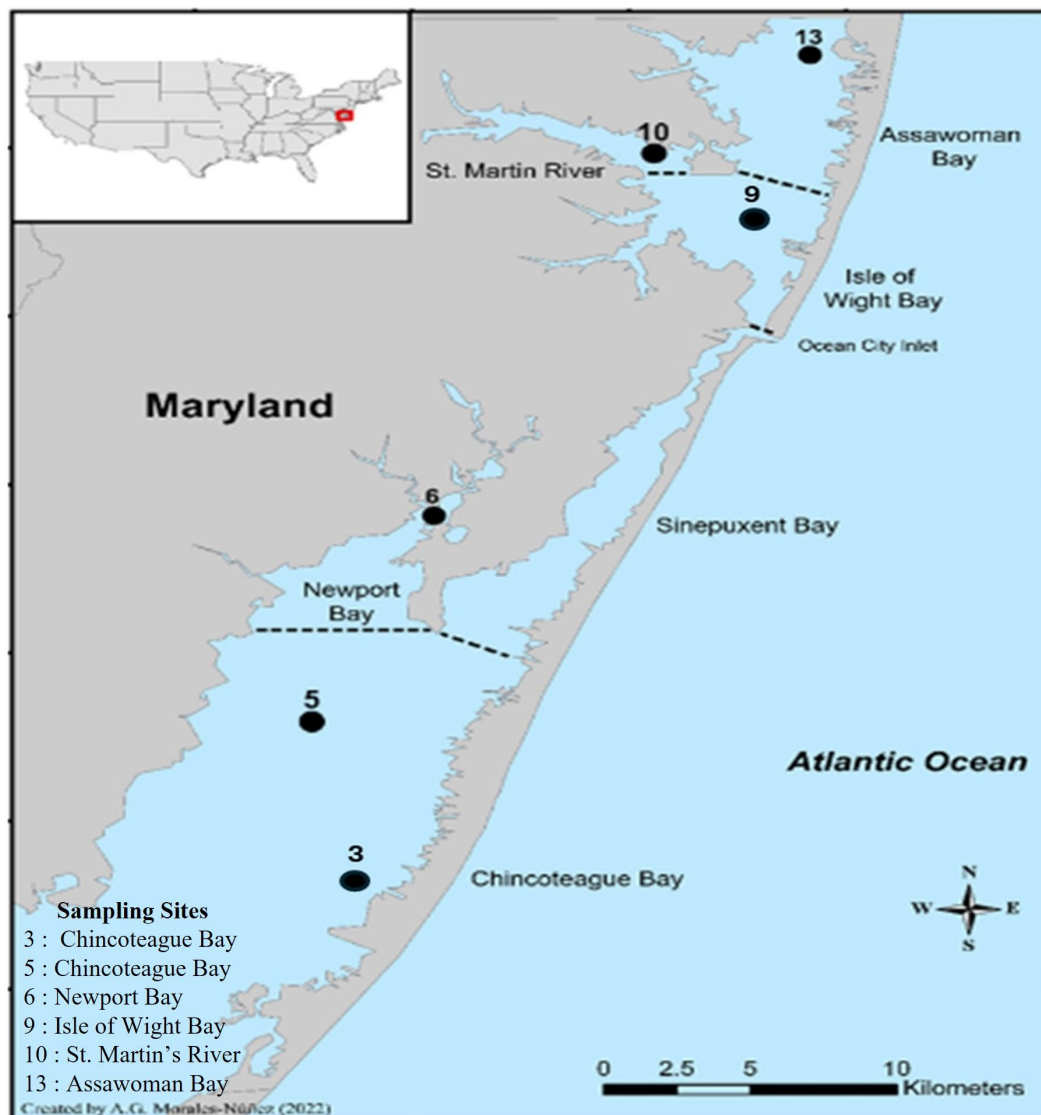 13
10
Assawoman
Bay
St. Martin River
9
Isle of
Wight Bay
Ocean City Inlet
Maryland
6
Sinepuxent Bay
Newport
Bay
5
Atlantic Ocean
3
Chincoteague Bay
N
W E
S
Sampling Sites
3 : Chincoteague Bay
5 : Chincoteague Bay
6 : Newport Bay
9 : Isle of Wight Bay
10 : St. Martin’s River
13 : Assawoman Bay
0 2.5 5 10
Kilometers
Created by A.G. Morales-Núñez (2022)